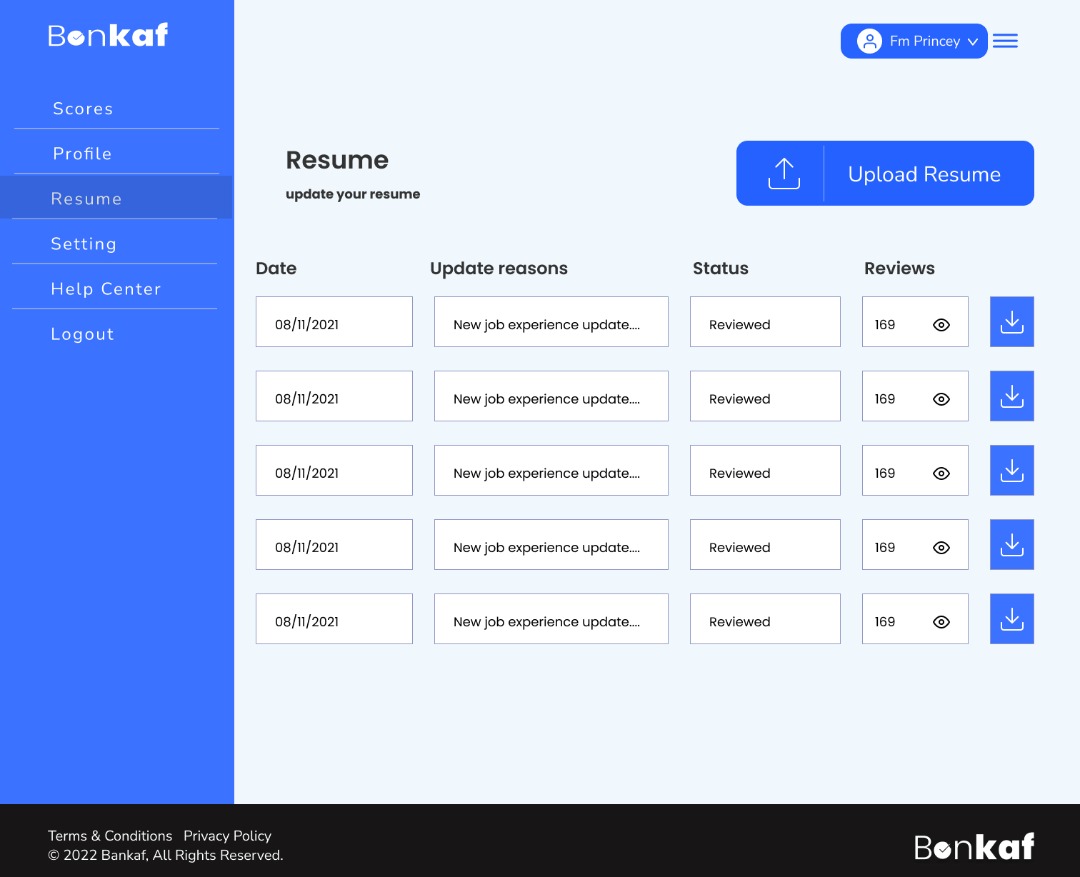 Bonkaf
Fm Princey
Scores
Profile
Resume
Setting
Help Center
Logout
Resume
update your resume
Upload Resume
Date Update reasons Status Reviews
08/11/2021 New job experience update.... Reviewed 169
08/11/2021 New job experience update.... Reviewed 169
08/11/2021 New job experience update.... Reviewed 169
08/11/2021 New job experience update.... Reviewed 169
08/11/2021 New job experience update.... Reviewed 169
Terms & Conditions Privacy Policy
© 2022 Bankaf, All Rights Reserved.
Bonkaf